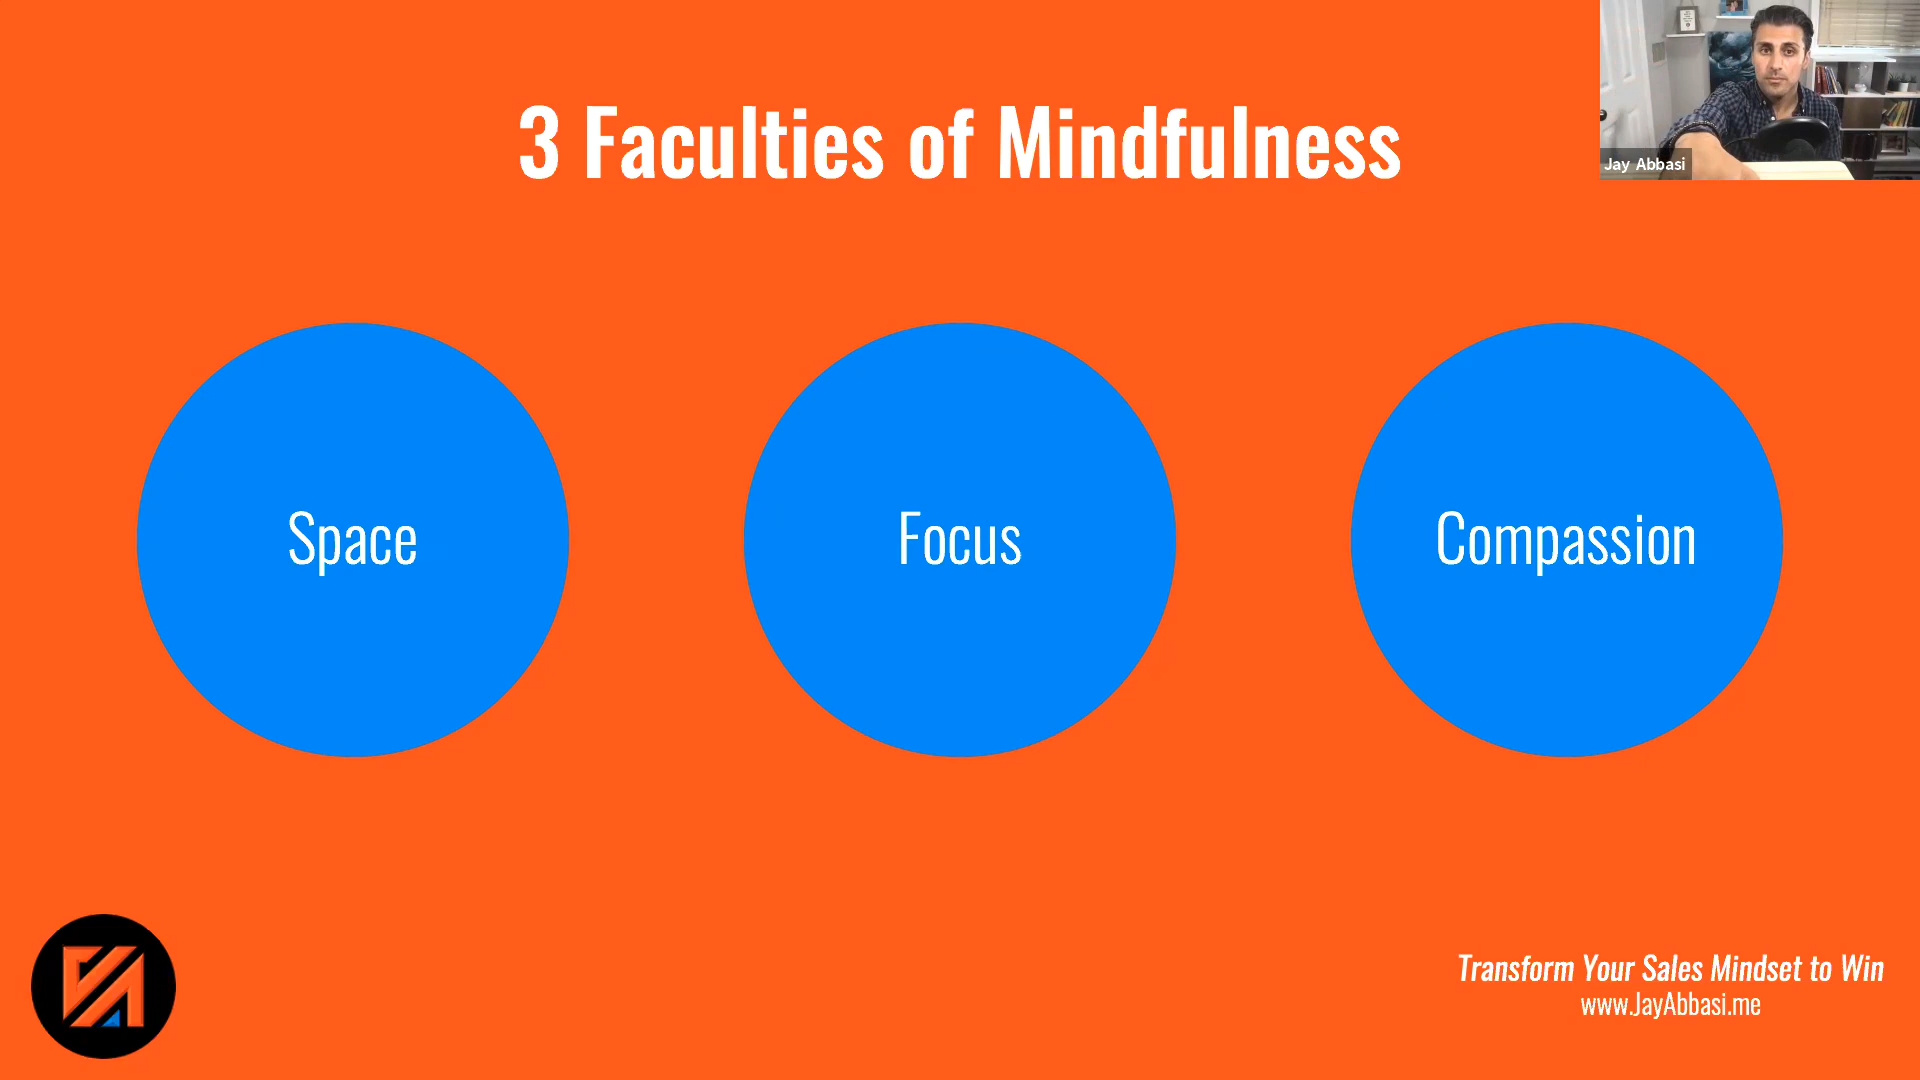 3 Faculties of Mindfulness
Jay Abbasi
Space
Focus
Compassion
Transform Your Sales Mindset to Win
www.JayAbbasi.me